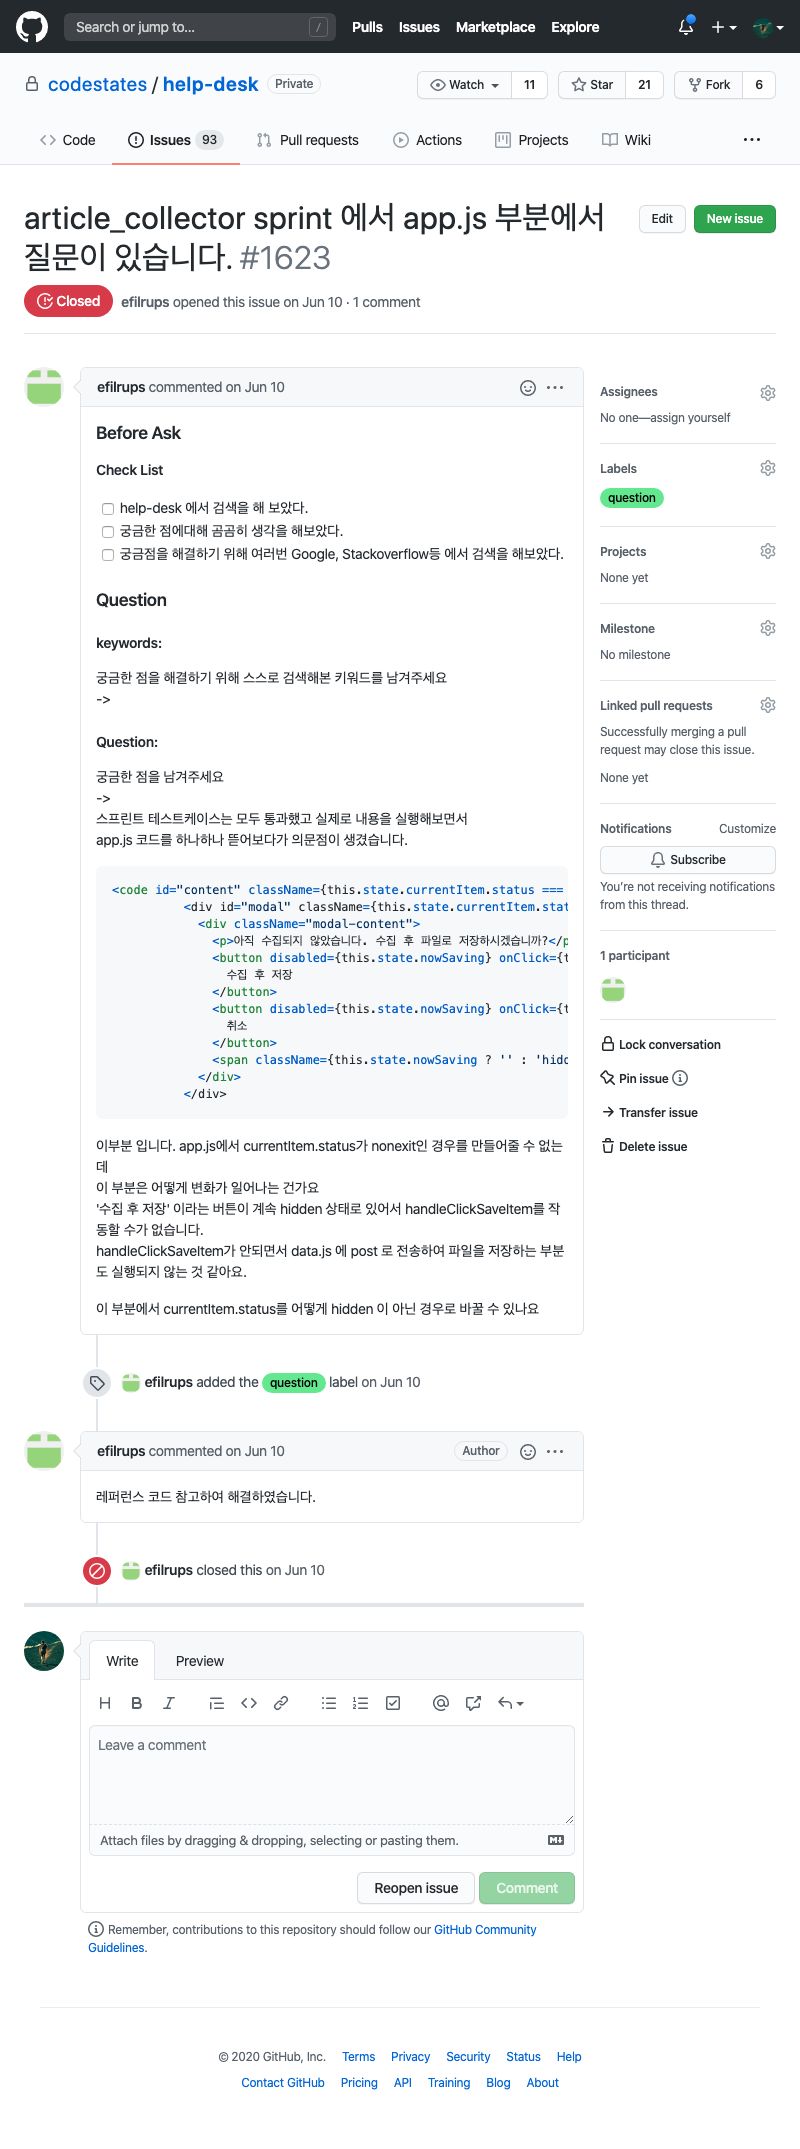 Search or jump to... /
Pulls Issues Marketplace Explore
codestates / help-desk Private
Watch 11 Star 21 Fork 6
Code Issues 93 Pull requests Actions Projects Wiki
article_collector sprint 에서 app.js 부분에서
질문이 있습니다. #1623
Edit New issue
Closed efilrups opened this issue on Jun 10 · 1 comment
efilrups commented on Jun 10
Before Ask
Check List
help-desk 에서 검색을 해 보았다.
궁금한 점에대해 곰곰히 생각을 해보았다.
궁금점을 해결하기 위해 여러번 Google, Stackoverflow등 에서 검색을 해보았다.
Question
keywords:
궁금한 점을 해결하기 위해 스스로 검색해본 키워드를 남겨주세요
->
Question:
궁금한 점을 남겨주세요
->
스프린트 테스트케이스는 모두 통과했고 실제로 내용을 실행해보면서
app.js 코드를 하나하나 뜯어보다가 의문점이 생겼습니다.
<code id="content" className={this.state.currentItem.status ===
<div id="modal" className={this.state.currentItem.stat
<div className="modal-content">
<p>아직 수집되지 않았습니다. 수집 후 파일로 저장하시겠습니까?</p
<button disabled={this.state.nowSaving} onClick={t
수집 후 저장
</button>
<button disabled={this.state.nowSaving} onClick={t
취소
</button>
<span className={this.state.nowSaving ? '' : 'hidd
</div>
</div>
이부분 입니다. app.js에서 currentItem.status가 nonexit인 경우를 만들어줄 수 없는
데
이 부분은 어떻게 변화가 일어나는 건가요
'수집 후 저장' 이라는 버튼이 계속 hidden 상태로 있어서 handleClickSaveItem를 작
동할 수가 없습니다.
handleClickSaveItem가 안되면서 data.js 에 post 로 전송하여 파일을 저장하는 부분
도 실행되지 않는 것 같아요.
이 부분에서 currentItem.status를 어떻게 hidden 이 아닌 경우로 바꿀 수 있나요
efilrups added the question label on Jun 10
efilrups commented on Jun 10 Author
레퍼런스 코드 참고하여 해결하였습니다.
efilrups closed this on Jun 10
Assignees
No one—assign yourself
Labels
question
Projects
None yet
Milestone
No milestone
Linked pull requests
Successfully merging a pull
request may close this issue.
None yet
Notifications Customize
Subscribe
You're not receiving notifications
from this thread.
1 participant
Lock conversation
Pin issue
Transfer issue
Delete issue
Write Preview
Leave a comment
Attach files by dragging & dropping, selecting or pasting them.
Reopen issue Comment
Remember, contributions to this repository should follow our GitHub Community
Guidelines.
© 2020 GitHub, Inc. Terms Privacy Security Status Help
Contact GitHub Pricing API Training Blog About